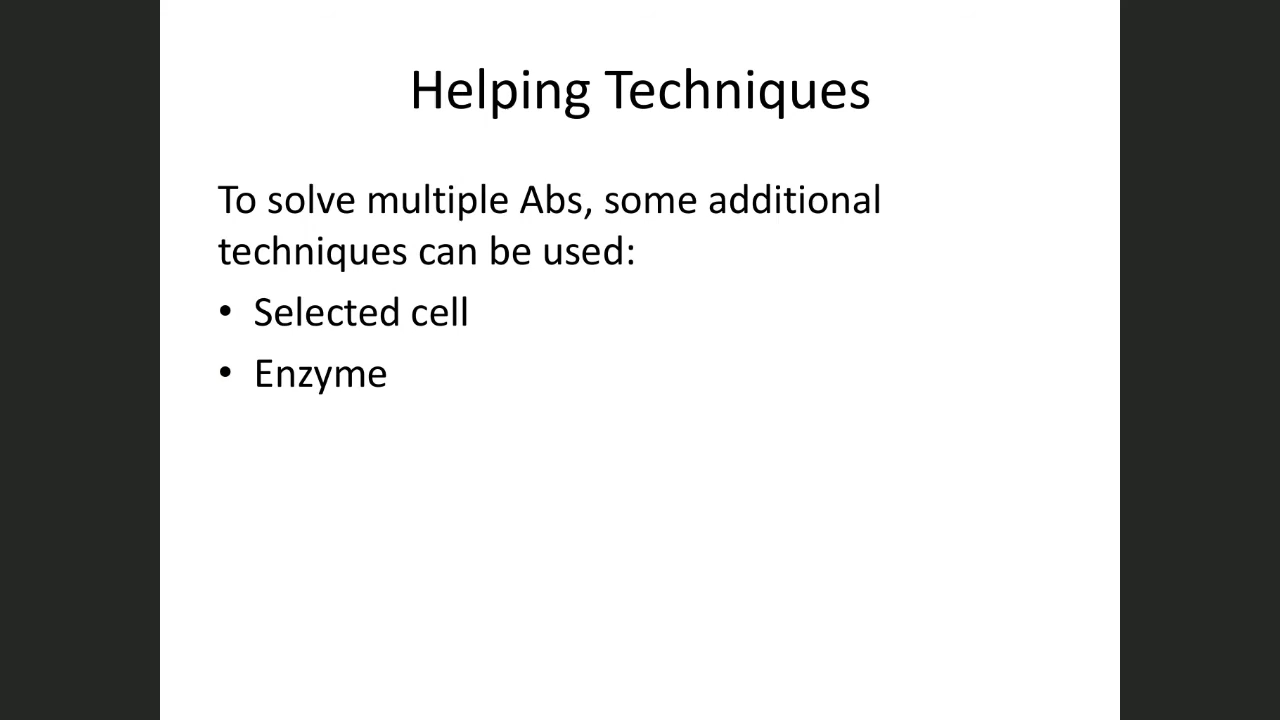 Helping Techniques
To solve multiple Abs, some additional
techniques can be used:
• Selected cell
• Enzyme